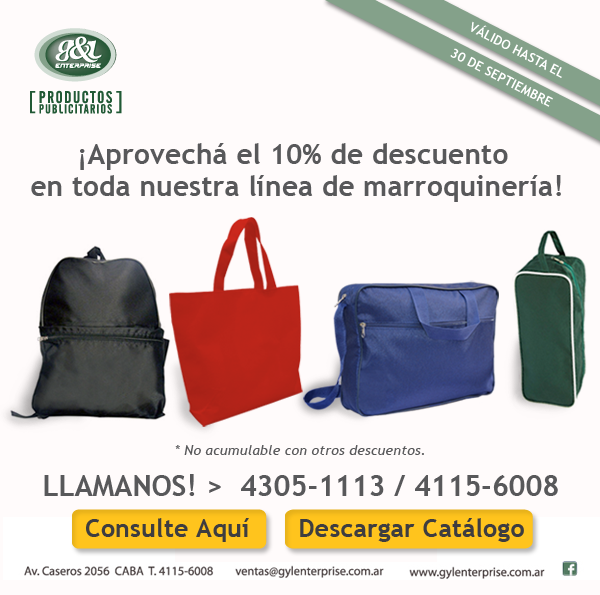 g&l
ENTERPRISE
[PRODUCTOS
PUBLICITARIOS]
VÁLIDO HASTA EL
30 DE SEPTIEMBRE
¡Aprovechá el 10% de descuento
en toda nuestra línea de marroquinería!
* No acumulable con otros descuentos.
LLAMANOS! > 4305-1113 / 4115-6008
Consulte Aquí
Descargar Catálogo
Av. Caseros 2056 CABA T. 4115-6008 ventas@gylenterprise.com.ar www.gylenterprise.com.ar f